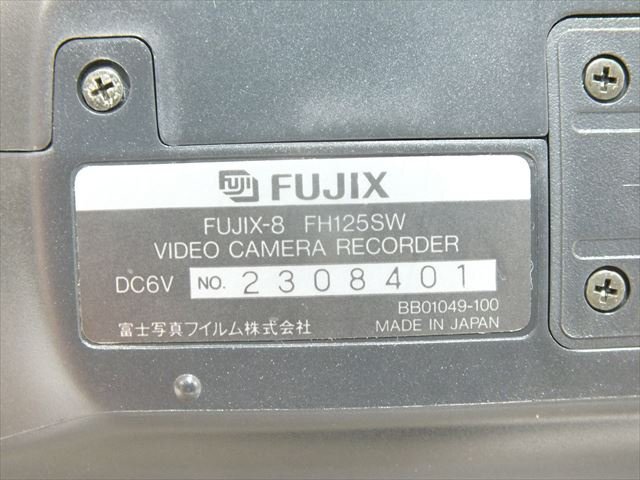 FUJI FUJIX
FUJIX-8 FH125SW
VIDEO CAMERA RECORDER
DC6V NO. 2308401
BB01049-100
富士写真フイルム株式会社 MADE IN JAPAN